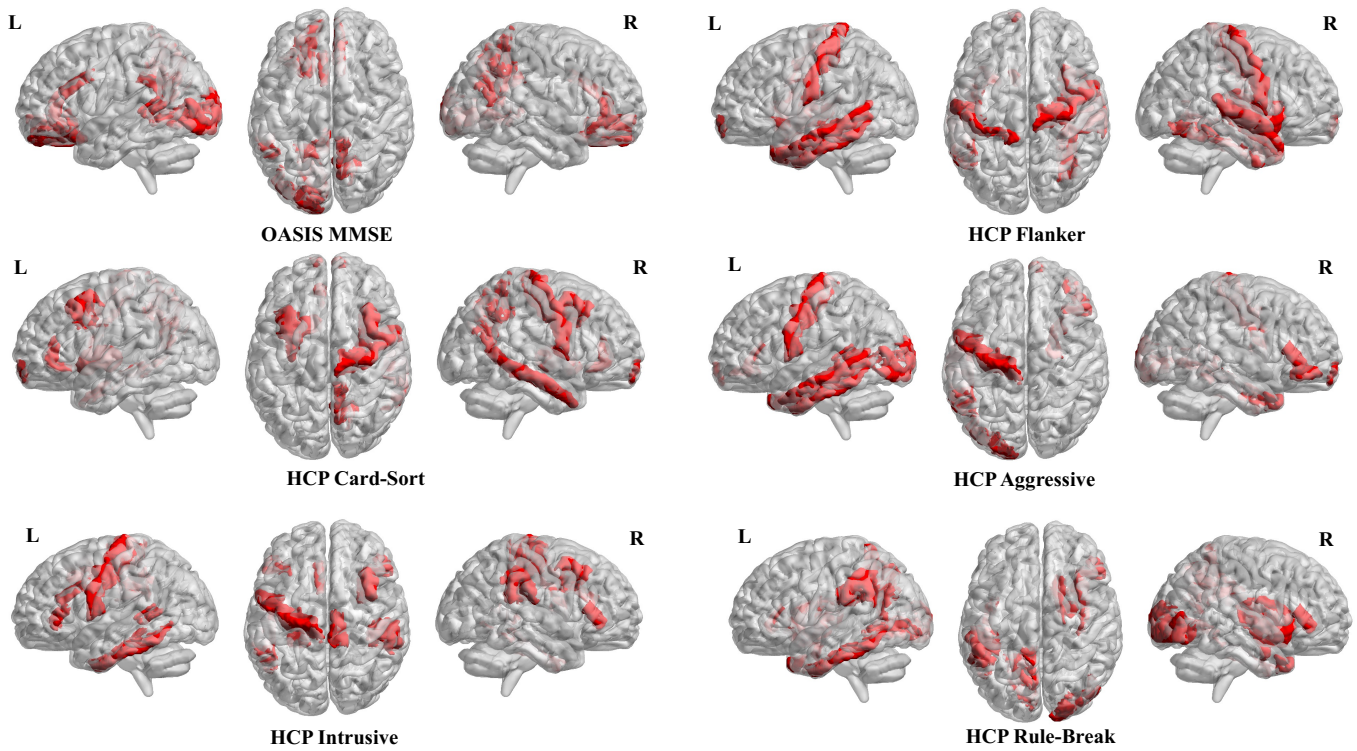 L
R
OASIS MMSE
L
R
HCP Flanker
L
R
HCP Card-Sort
L
R
HCP Aggressive
L
R
HCP Intrusive
L
R
HCP Rule-Break